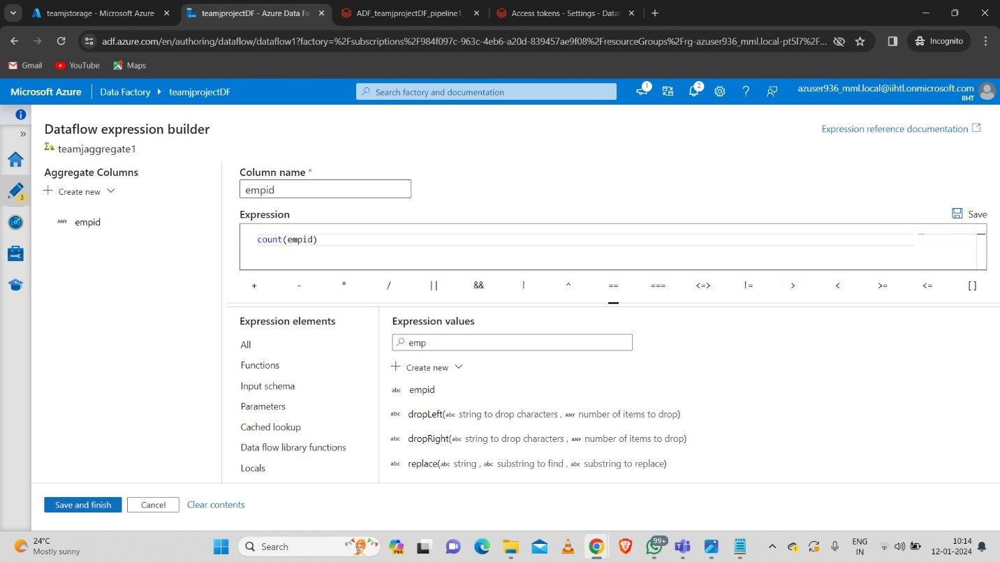 teamjstorage - Microsoft Azure
teamjprojectDF - Azure Data Fa
ADF_teamjprojectDF_pipeline1_
Access tokens - Settings - Data
adf.azure.com/en/authoring/dataflow/dataflow1?factory=%2Fsubscriptions%2F984f097c-963c-4eb6-a20d-839457ae9f08%2FresourceGroups%2Frg-azuser936_mml.local-pt5l7%2F...
Incognito
Gmail
YouTube
Maps
Microsoft Azure
Data Factory
teamjprojectDF
Search factory and documentation
1
2
azuser936_mml.local@iihtl.onmicrosoft.com
IIHT
Dataflow expression builder
Expression reference documentation
teamjaggregate1
Aggregate Columns
Create new
ANY empid
3
Column name *
empid
Expression
Save
count(empid)
+ - * / || && ! ^ == === <=> != > < >= <= []
Expression elements
All
Functions
Input schema
Parameters
Cached lookup
Data flow library functions
Locals
Expression values
emp
Create new
abc empid
abc dropLeft(abc string to drop characters , ANY number of items to drop)
abc dropRight(abc string to drop characters , ANY number of items to drop)
abc replace(abc string , abc substring to find , abc substring to replace)
Save and finish
Cancel
Clear contents
24°C
Mostly sunny
Search
PRE
99+
ENG
IN
10:14
12-01-2024